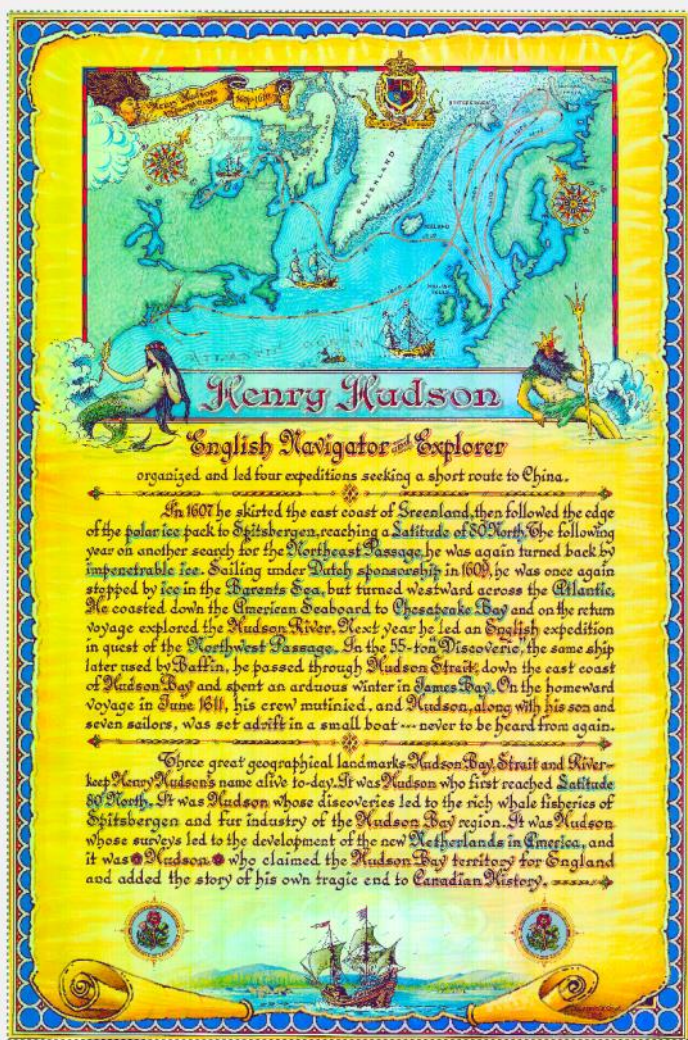 Henry Hudson
GREENLAND
ICELAND
ATLANTIC
Henry Hudson
English Navigator and Explorer
organized and led four expeditions seeking a short route to China.
In 1607 he skirted the east coast of Greenland, then followed the edge
of the polar ice pack to Spitsbergen, reaching a Latitude of 80 North. The following
year on another search for the Northeast Passage, he was again turned back by
impenetrable ice. Sailing under Dutch sponsorship in 1609, he was once again
stopped by ice in the Barents Sea, but turned westward across the Atlantic.
He coasted down the American Seaboard to Chesapeake Bay and on the return
voyage explored the Hudson River. Next year he led an English expedition
in quest of the Northwest Passage. In the 55-ton Discoverie, the same ship
later used by Baffin, he passed through Hudson Strait, down the east coast
of Hudson Bay and spent an arduous winter in James Bay. On the homeward
voyage in June 1611, his crew mutinied, and Hudson, along with his son and
seven sailors, was set adrift in a small boat --- never to be heard from again.
Three great geographical landmarks - Hudson Bay, Strait and River -
keep Henry Hudson's name alive to-day. It was Hudson who first reached Latitude
80 North. It was Hudson whose discoveries led to the rich whale fisheries of
Spitsbergen and fur industry of the Hudson Bay region. It was Hudson
whose surveys led to the development of the new Netherlands in America, and
it was Hudson who claimed the Hudson Bay territory for England
and added the story of his own tragic end to Canadian History.